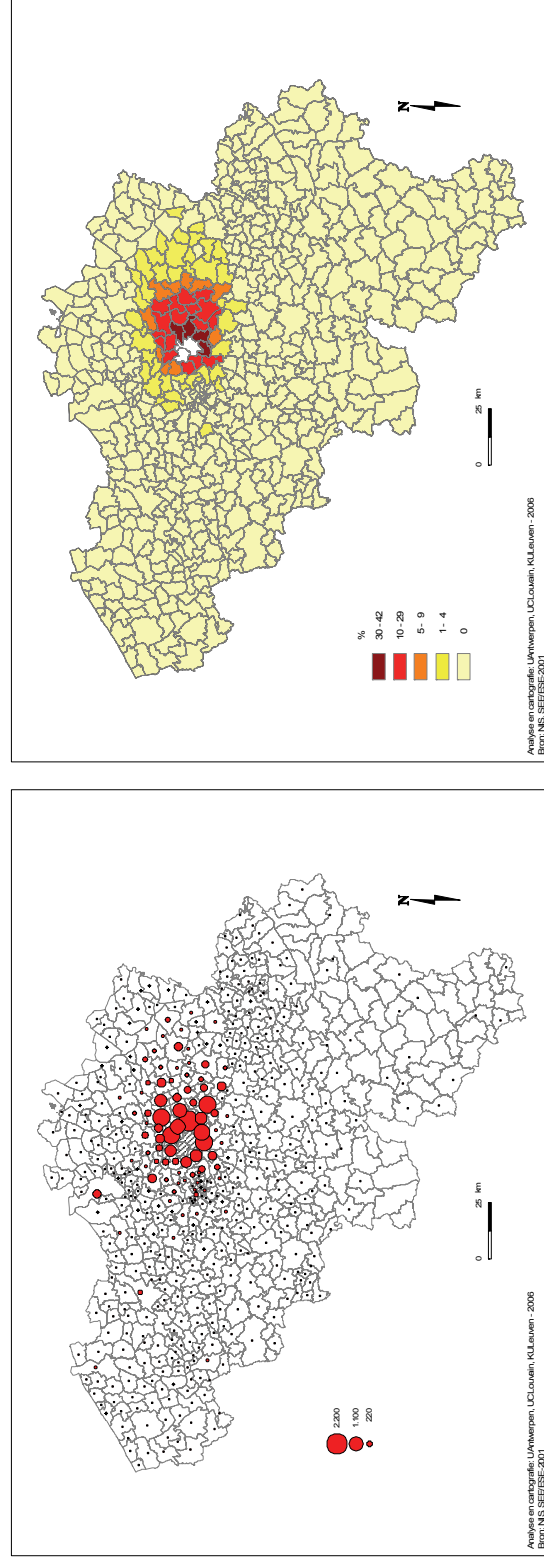 N
%
30 - 42
10 - 29
5 - 9
1 - 4
0
0 25 km
Analyse en cartografie: UAntwerpen, UCLouvain, KULeuven - 2006
Bron: NIS, SEE/ESE-2001
N
2.200
1.100
220
0 25 km
Analyse en cartografie: UAntwerpen, UCLouvain, KULeuven - 2006
Bron: NIS, SEE/ESE-2001